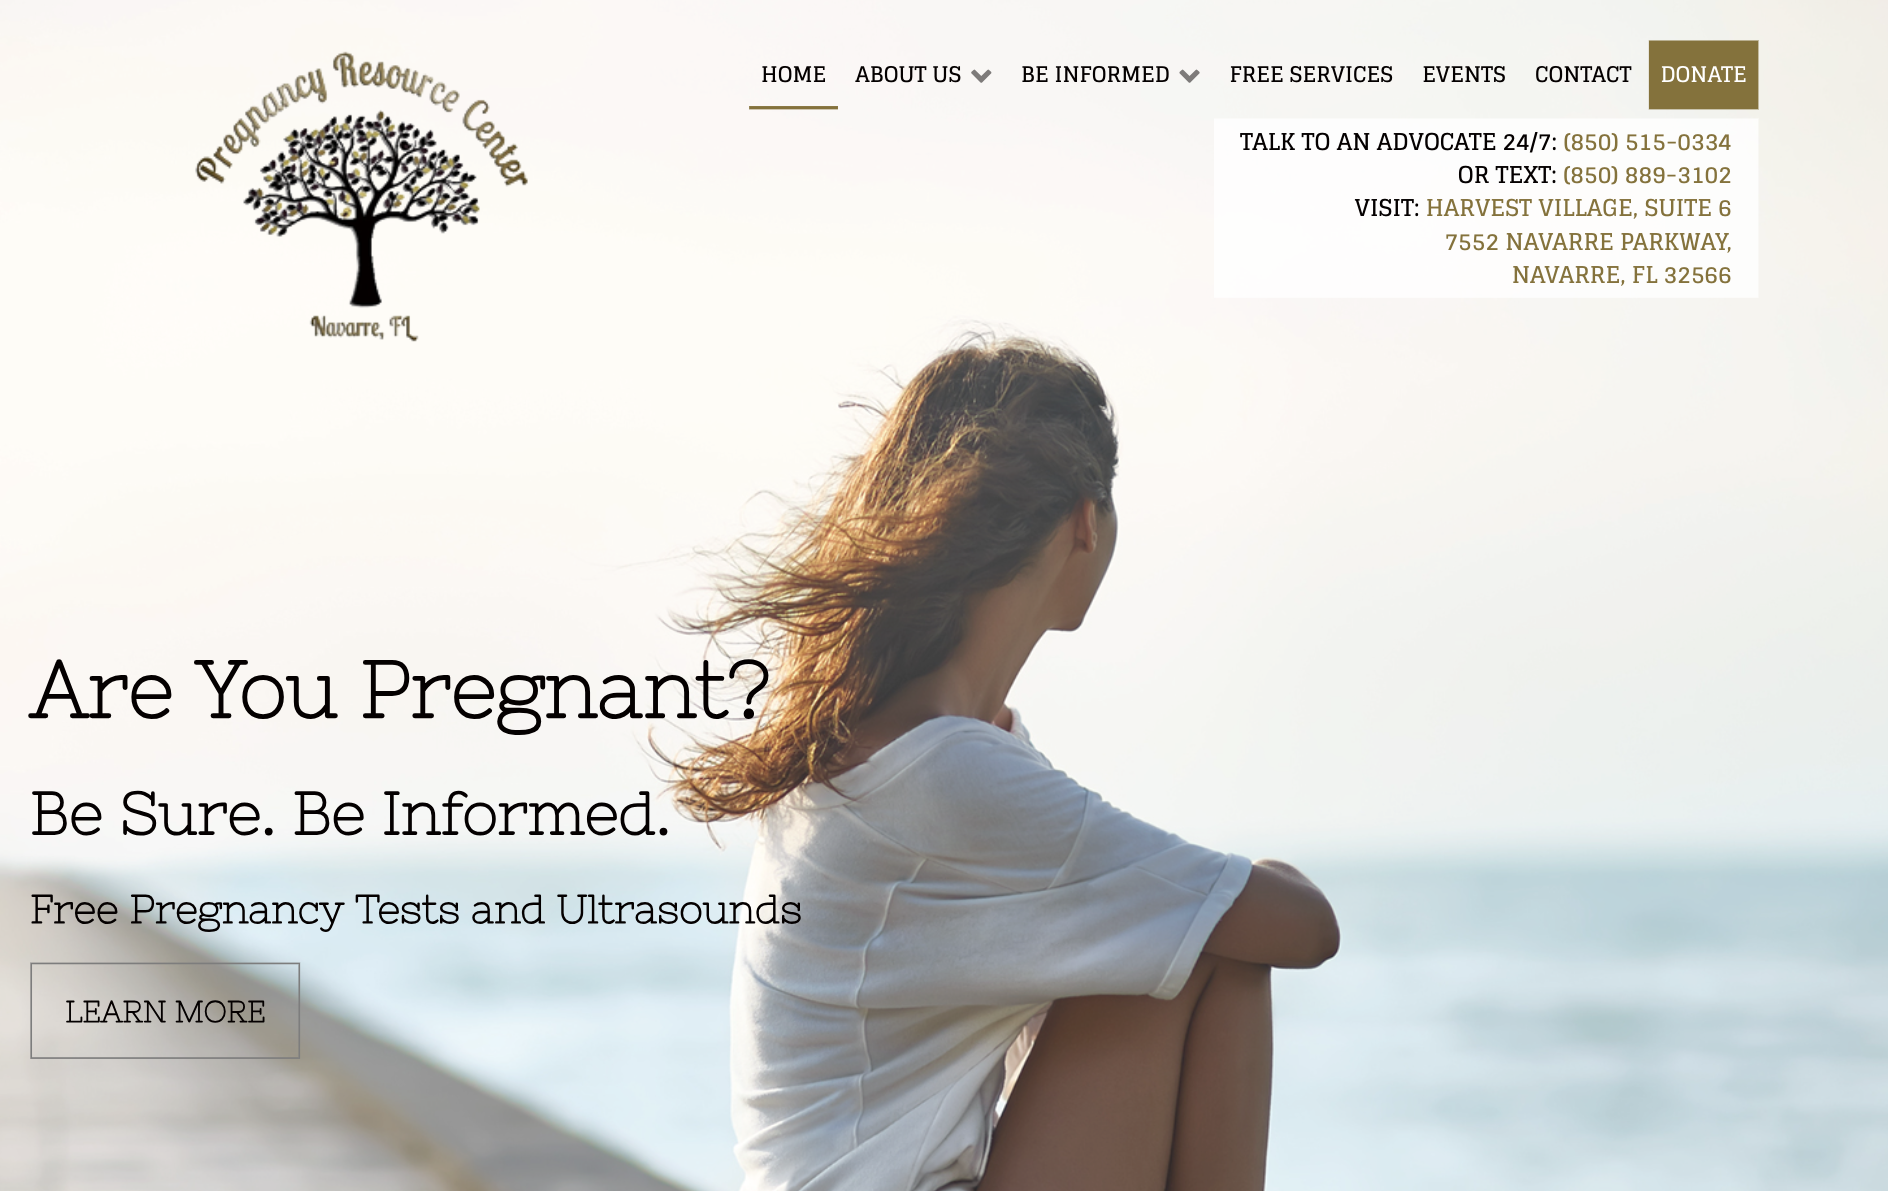 Pregnancy Resource Center
Navarre, FL
HOME ABOUT US BE INFORMED FREE SERVICES EVENTS CONTACT DONATE
TALK TO AN ADVOCATE 24/7: (850) 515-0334
OR TEXT: (850) 889-3102
VISIT: HARVEST VILLAGE, SUITE 6
7552 NAVARRE PARKWAY,
NAVARRE, FL 32566
Are You Pregnant?
Be Sure. Be Informed.
Free Pregnancy Tests and Ultrasounds
LEARN MORE